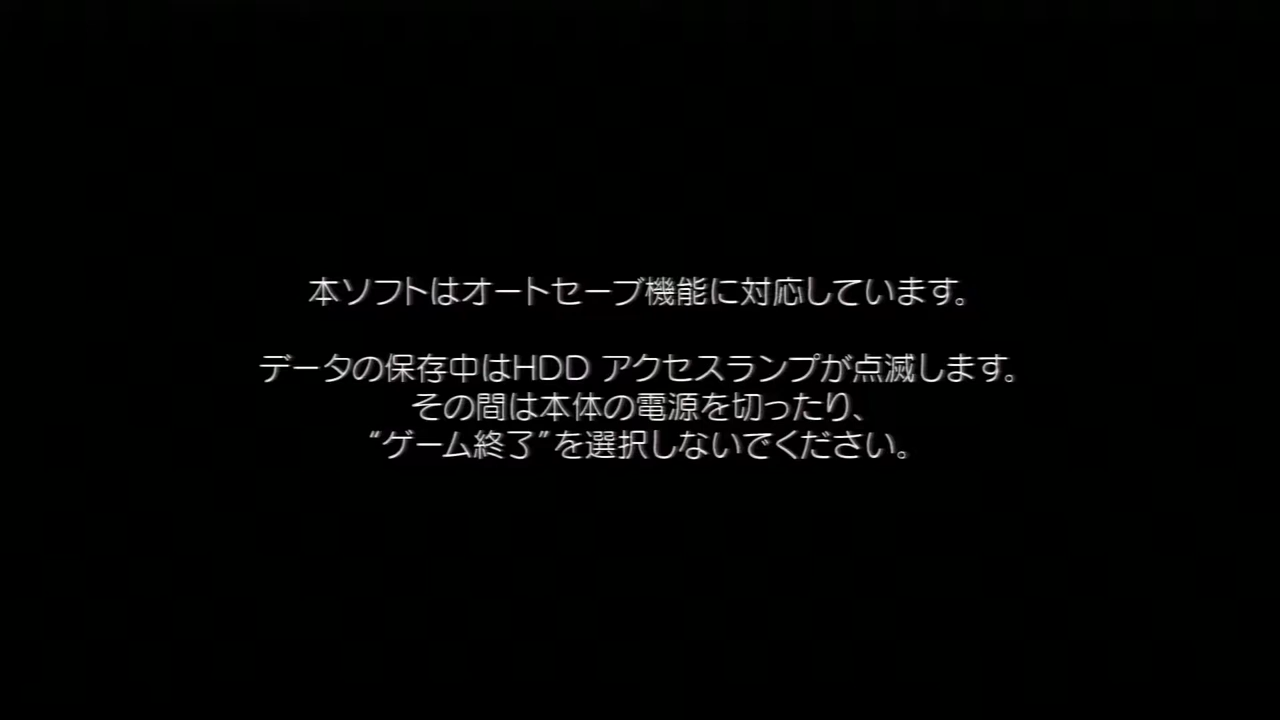 本ソフトはオートセーブ機能に対応しています。
データの保存中はHDD アクセスランプが点滅します。
その間は本体の電源を切ったり、
“ゲーム終了”を選択しないでください。